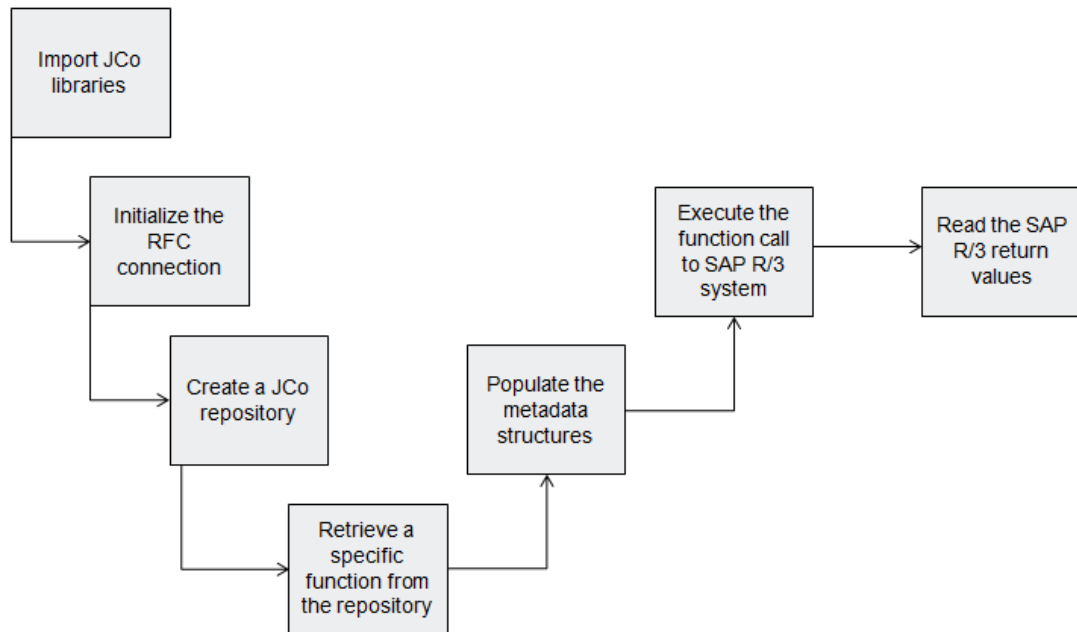 Import JCo
libraries
Initialize the
RFC
connection
Create a JCo
repository
Retrieve a
specific
function from
the repository
Populate the
metadata
structures
Execute the
function call
to SAP R/3
system
Read the SAP
R/3 return
values